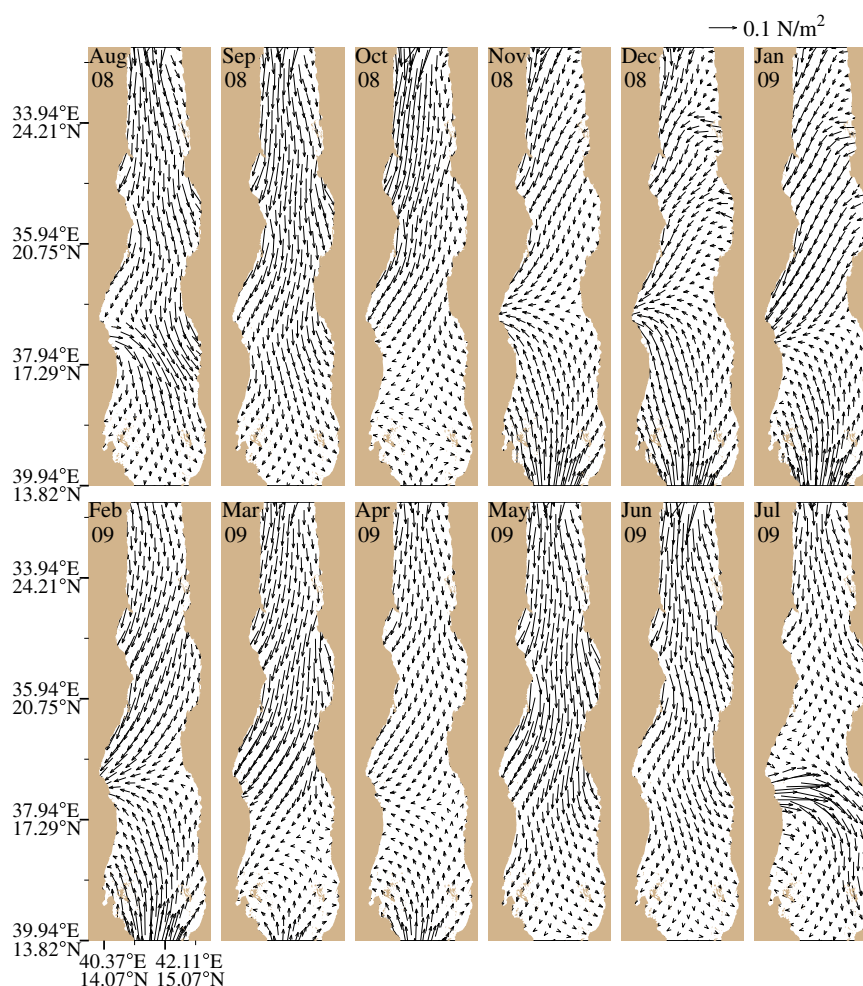 0.1 N/m²
Aug
08
Sep
08
Oct
08
Nov
08
Dec
08
Jan
09
33.94°E
24.21°N
35.94°E
20.75°N
37.94°E
17.29°N
39.94°E
13.82°N
Feb
09
Mar
09
Apr
09
May
09
Jun
09
Jul
09
33.94°E
24.21°N
35.94°E
20.75°N
37.94°E
17.29°N
39.94°E
13.82°N
40.37°E 42.11°E
14.07°N 15.07°N